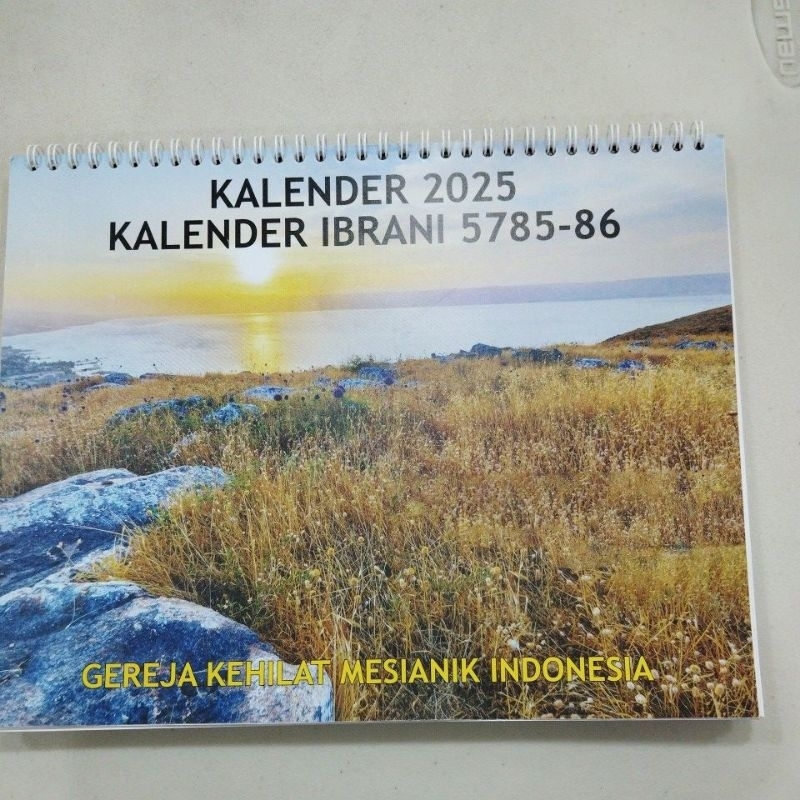 KALENDER 2025
KALENDER IBRANI 5785-86
GEREJA KEHILAT MESIANIK INDONESIA